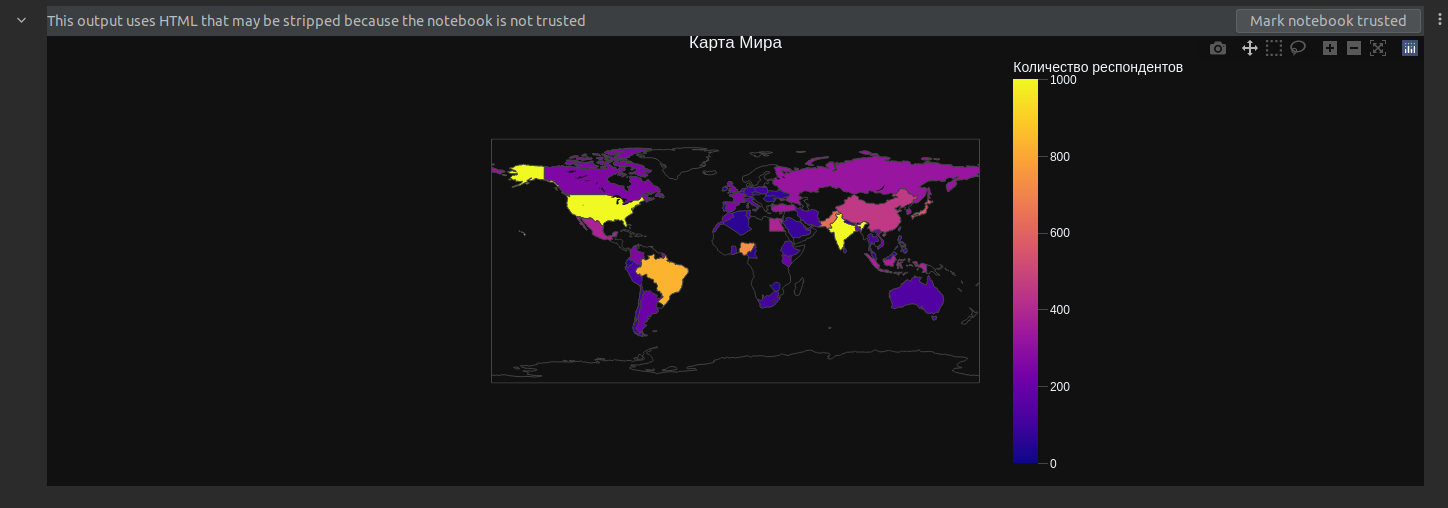 This output uses HTML that may be stripped because the notebook is not trusted
Mark notebook trusted
Карта Мира
Количество респондентов
1000
800
600
400
200
0